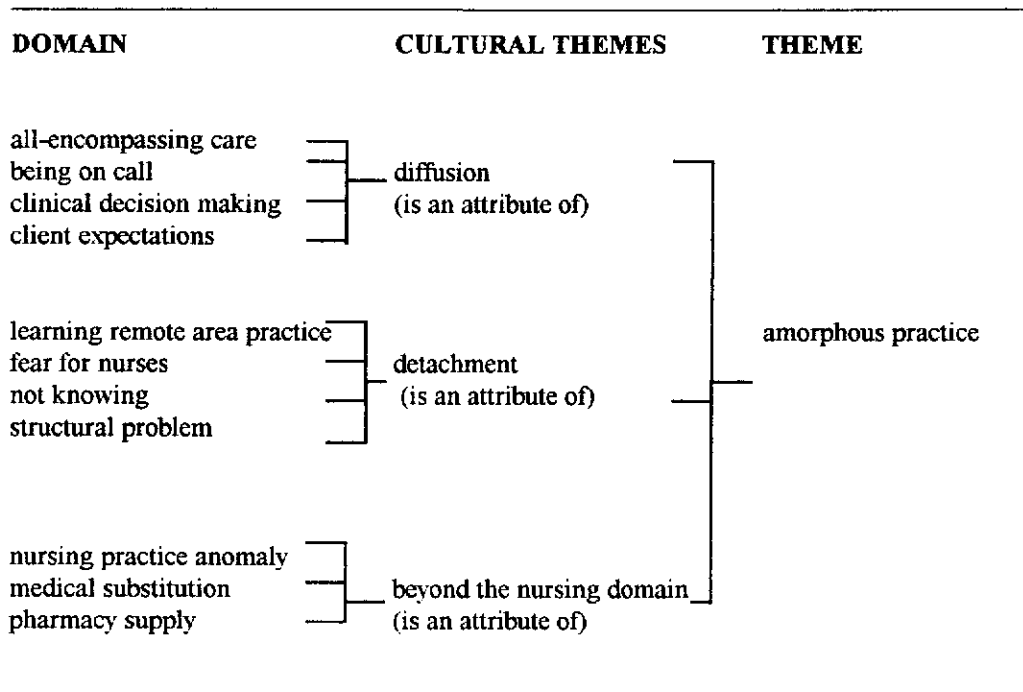 DOMAIN CULTURAL THEMES THEME
all-encompassing care
being on call diffusion
clinical decision making (is an attribute of)
client expectations
learning remote area practice amorphous practice
fear for nurses detachment
not knowing (is an attribute of)
structural problem
nursing practice anomaly
medical substitution beyond the nursing domain
pharmacy supply (is an attribute of)